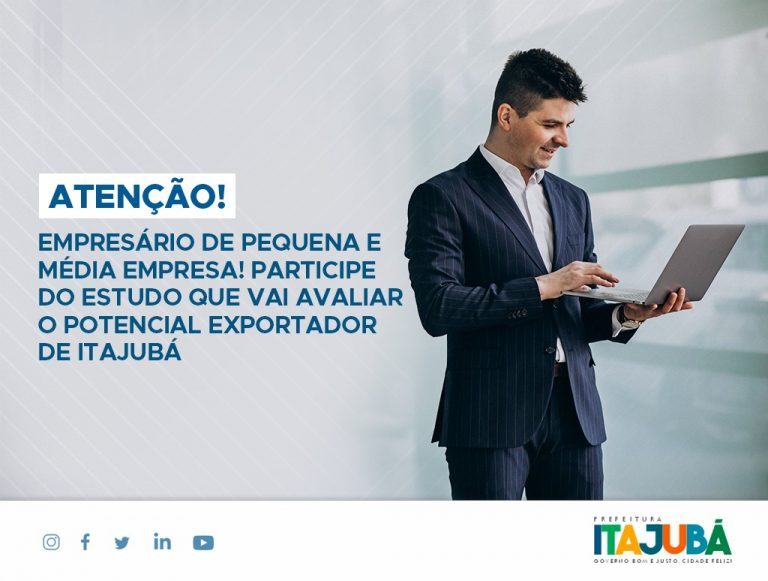 ATENÇÃO!
EMPRESÁRIO DE PEQUENA E
MÉDIA EMPRESA! PARTICIPE
DO ESTUDO QUE VAI AVALIAR
O POTENCIAL EXPORTADOR
DE ITAJUBÁ
PREFEITURA
ITAJUBÁ
GOVERNO BOM E JUSTO, CIDADE FELIZ!